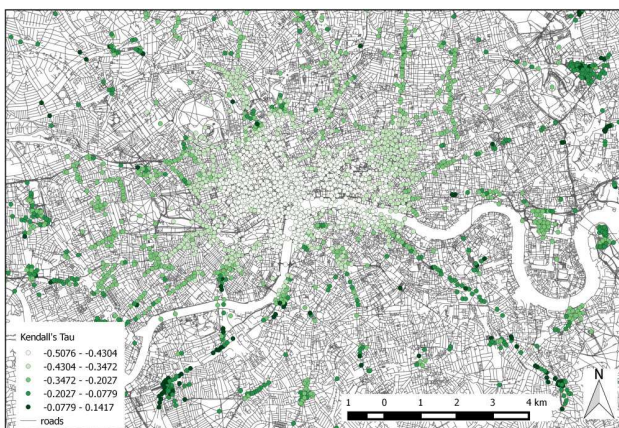 Kendall's Tau
-0.5076 - -0.4304
-0.4304 - -0.3472
-0.3472 - -0.2027
-0.2027 - -0.0779
-0.0779 - 0.1417
roads
1 0 1 2 3 4 km
N